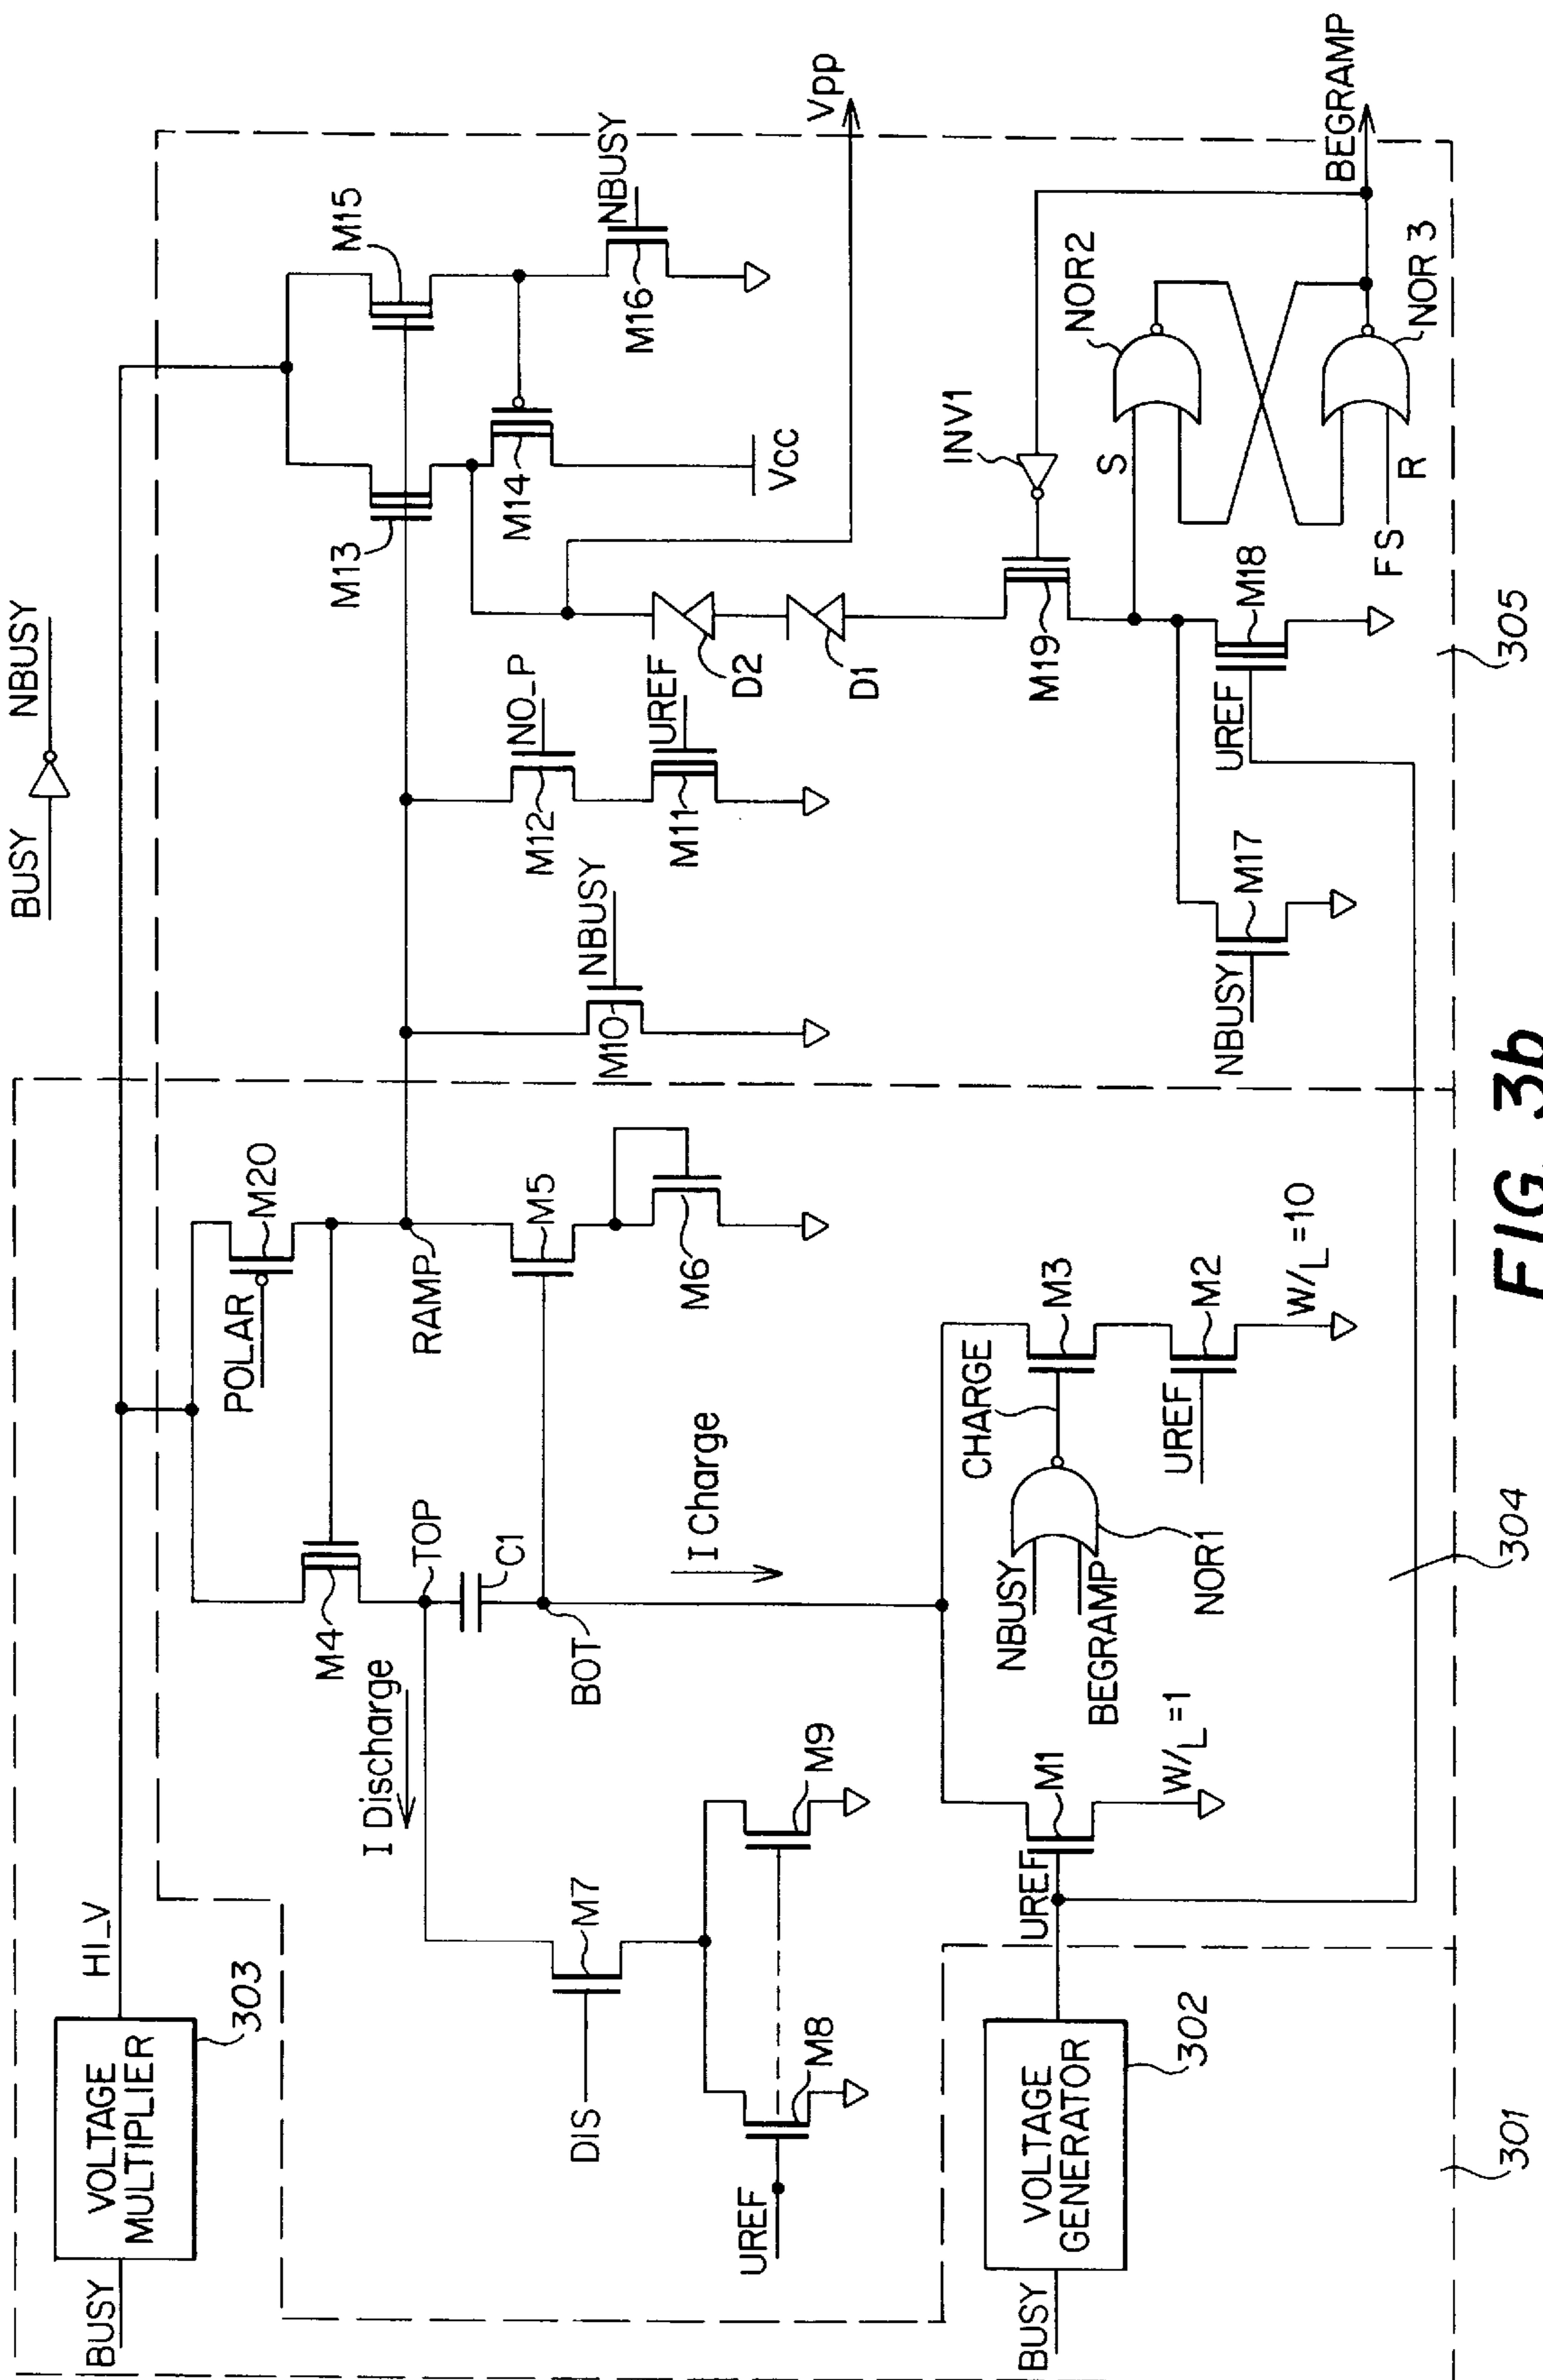 BUSY
NBUSY
BUSY
VOLTAGE
MULTIPLIER
HI_V
303
POLAR
M20
M4
TOP
C1
RAMP
M5
M6
I Discharge
BOT
I Charge
DIS
M7
UREF
M8
M9
BUSY
VOLTAGE
GENERATOR
302
UREF
M1
W/L=1
NBUSY
BEGRAMP
NOR1
CHARGE
M3
UREF
M2
W/L=10
M13
M15
M14
VCC
M16
NBUSY
M10
NBUSY
M12
NO_P
M11
UREF
D2
D1
Vpp
M19
INV1
NBUSY
M17
UREF
M18
S
NOR2
FS
R
NOR 3
BEGRAMP
301
304
305
FIG. 3b